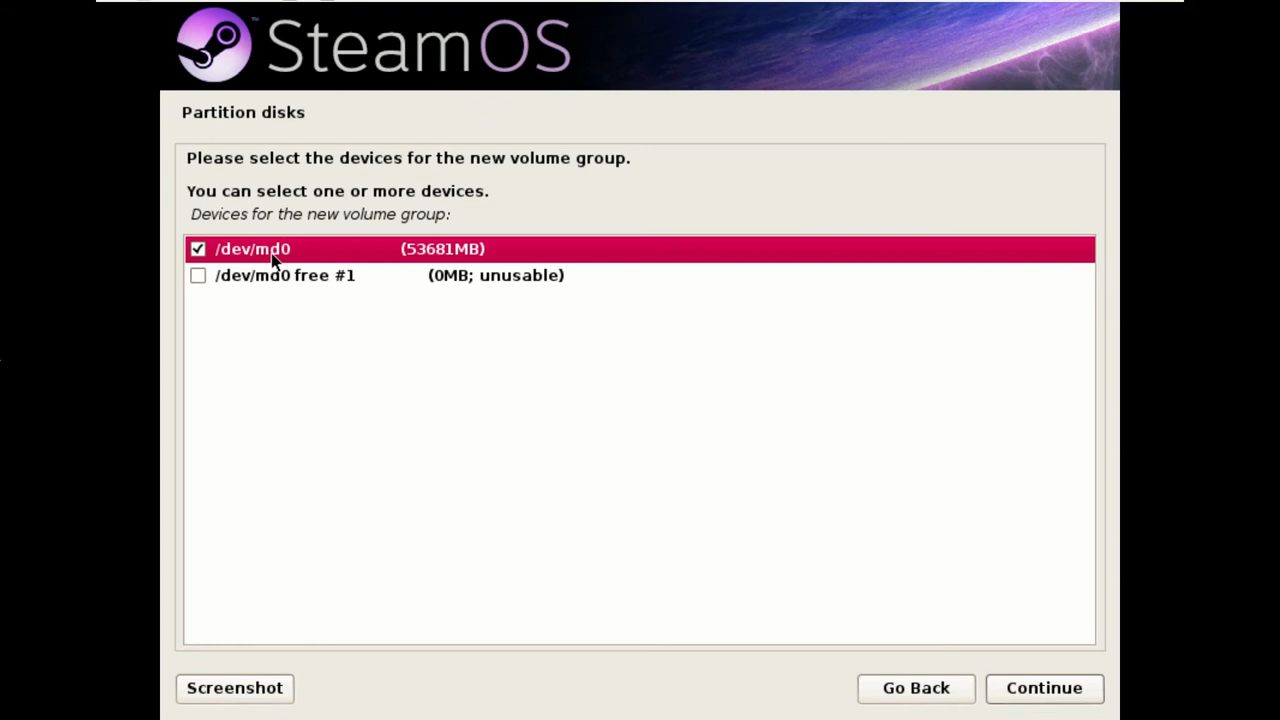 SteamOS™
Partition disks
Please select the devices for the new volume group.
You can select one or more devices.
Devices for the new volume group:
/dev/md0 (53681MB)
/dev/md0 free #1 (0MB; unusable)
Screenshot Go Back Continue